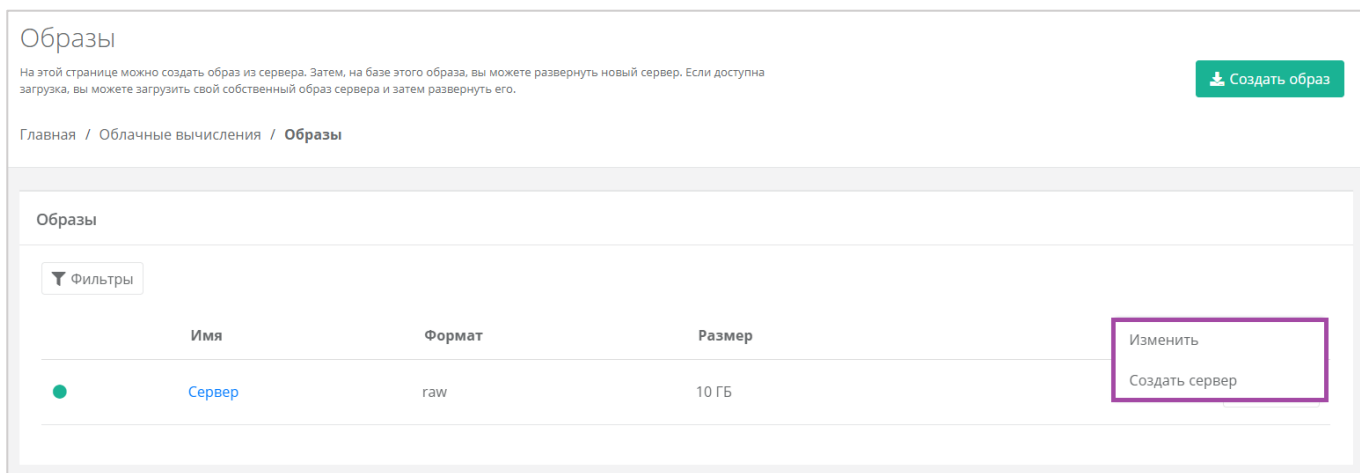 Образы
На этой странице можно создать образ из сервера. Затем, на базе этого образа, вы можете развернуть новый сервер. Если доступна
загрузка, вы можете загрузить свой собственный образ сервера и затем развернуть его.
Создать образ
Главная / Облачные вычисления / Образы
Образы
Фильтры
Имя Формат Размер
Изменить
Создать сервер
Сервер raw 10 ГБ